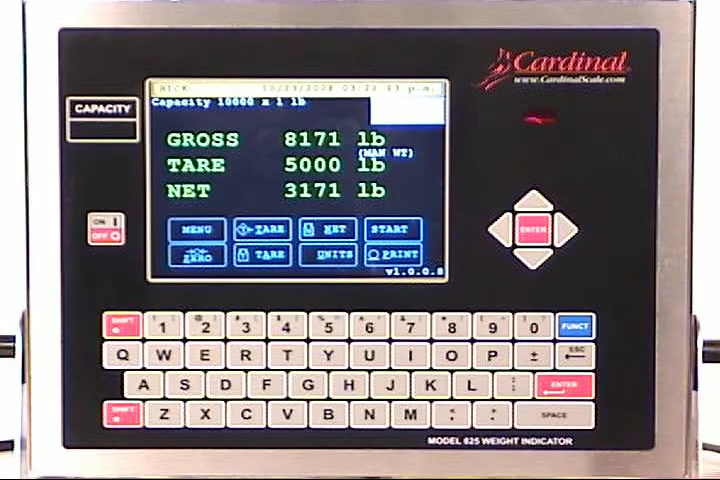 Cardinal
www.CardinalScale.com
CAPACITY
RICK
Capacity 10000 x 1 lb
GROSS 8171 lb
(MAN WT)
TARE 5000 lb
NET 3171 lb
MENU TARE NET START
ZERO TARE UNITS PRINT
v1.0.0.8
ON
OFF
ENTER
SHIFT 1 2 3 4 5 6 7 8 9 0 FUNCT
Q W E R T Y U I O P ± ESC
A S D F G H J K L : ENTER
SHIFT Z X C V B N M SPACE
MODEL 825 WEIGHT INDICATOR